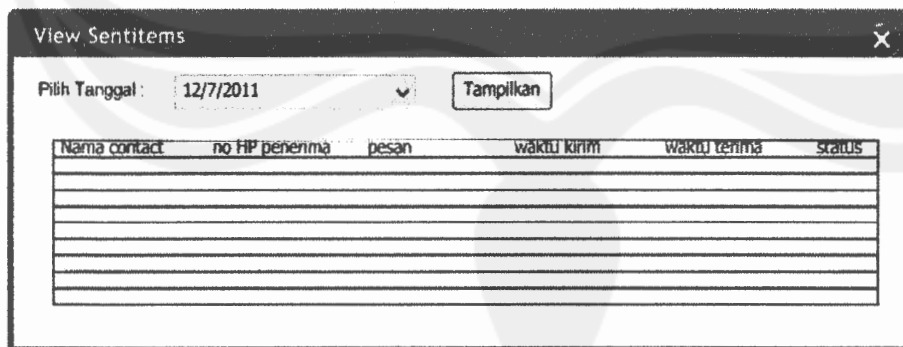 View Sentitems X
Pilih Tanggal : 12/7/2011 Tampilkan
Nama contact no HP penerima pesan waktu kirim waktu terima status